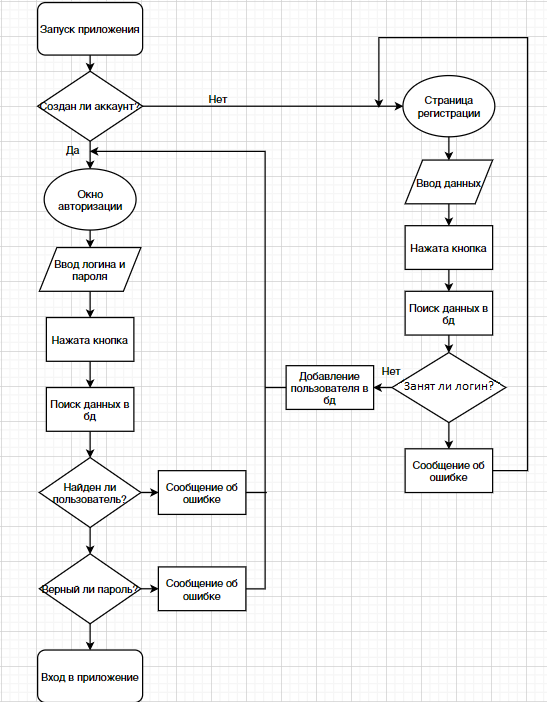 Запуск приложения
Создан ли аккаунт?
Нет
Страница
регистрации
Да
Окно
авторизации
Ввод данных
Ввод логина и
пароля
Нажата кнопка
Нажата кнопка
Поиск данных в
бд
Поиск данных в
бд
Добавление
пользователя в
бд
Нет
Занят ли логин?
Найден ли
пользователь?
Сообщение об
ошибке
Сообщение об
ошибке
Верный ли пароль?
Сообщение об
ошибке
Вход в приложение